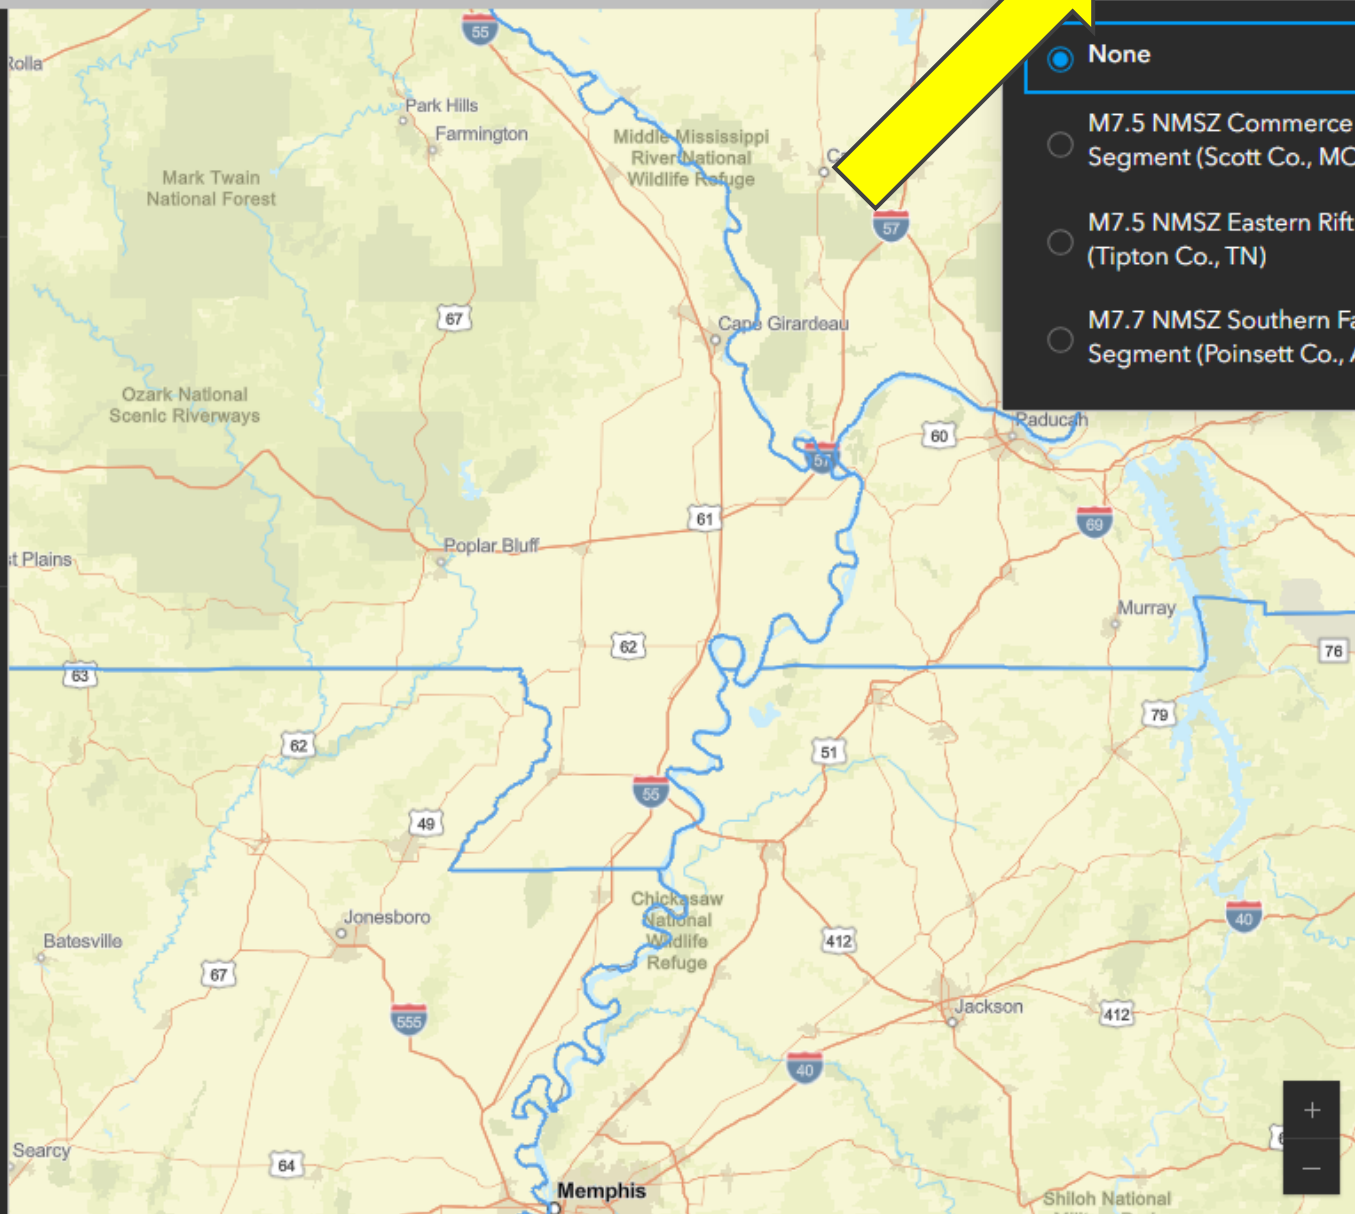 55
Rolla
Park Hills
Farmington
Middle Mississippi
River National
Wildlife Refuge
Mark Twain
National Forest
57
67
Cape Girardeau
Ozark National
Scenic Riverways
60
Paducah
57
61
69
Poplar Bluff
st Plains
Murray
62
76
63
79
62
51
55
49
Chickasaw
National
Wildlife
Refuge
Jonesboro
40
Batesville
412
67
Jackson
412
555
40
Searcy
64
Memphis
Shiloh National
None
M7.5 NMSZ Commerce
Segment (Scott Co., MO
M7.5 NMSZ Eastern Rift
(Tipton Co., TN)
M7.7 NMSZ Southern Fa
Segment (Poinsett Co., A
+
−